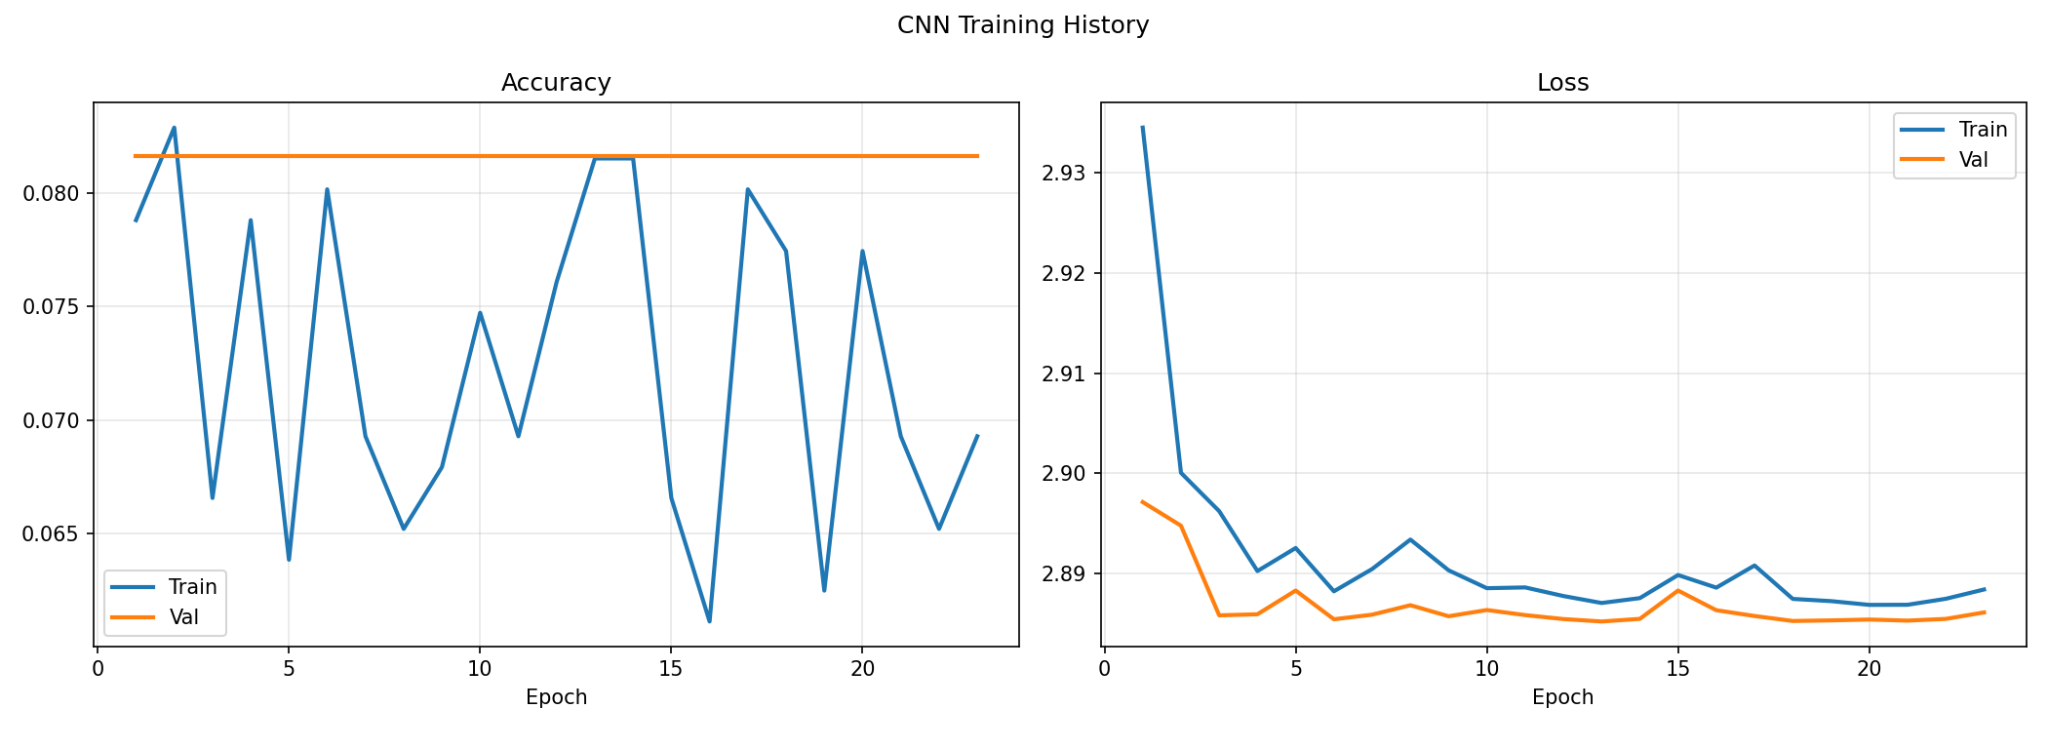 CNN Training History
Accuracy
0.080
0.075
0.070
0.065
Train
Val
0 5 10 15 20
Epoch
Loss
2.93
2.92
2.91
2.90
2.89
Train
Val
0 5 10 15 20
Epoch